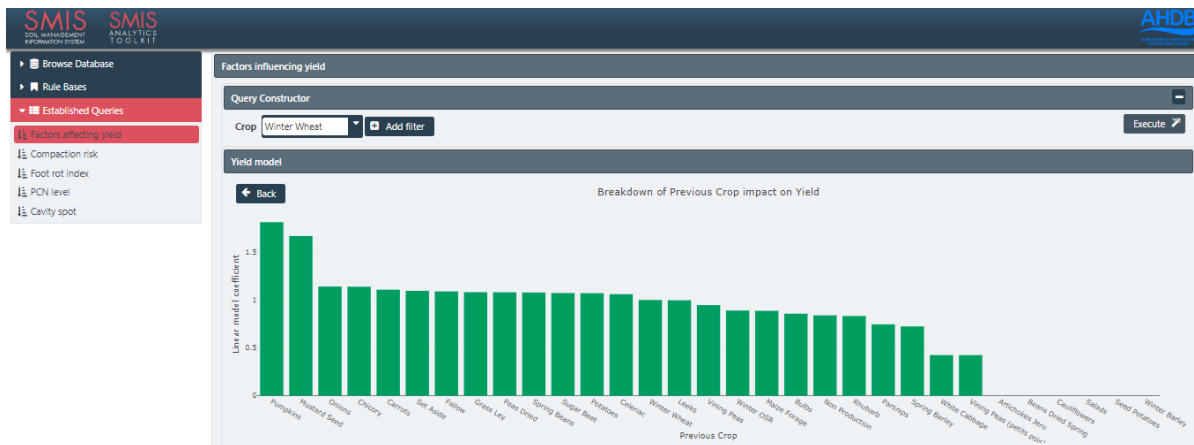 SMIS
SOIL MANAGEMENT
INFORMATION SYSTEM
SMIS
ANALYTICS
TOOLKIT
AHDB
Browse Database
Rule Bases
Established Queries
Factors affecting yield
Compaction risk
Foot rot index
PCN level
Cavity spot
Factors influencing yield
Query Constructor
Crop Winter Wheat Add filter Execute
Yield model
Back
Breakdown of Previous Crop impact on Yield
Linear model coefficient
1.5
1
0.5
0
Pumpkins
Mustard Seed
Onions
Chicory
Carrots
Set Aside
Fallow
Grass Ley
Peas Dried
Spring Beans
Sugar Beet
Potatoes
Celeriac
Winter Wheat
Leeks
Vining Peas
Winter OSR
Maize Forage
Bulbs
Non Production
Rhubarb
Parsnips
Spring Barley
White Cabbage
Vining Peas (petits pois)
Artichokes Jeru
Beans Dried Spring
Cauliflowers
Salads
Seed Potatoes
Winter Barley
Previous Crop